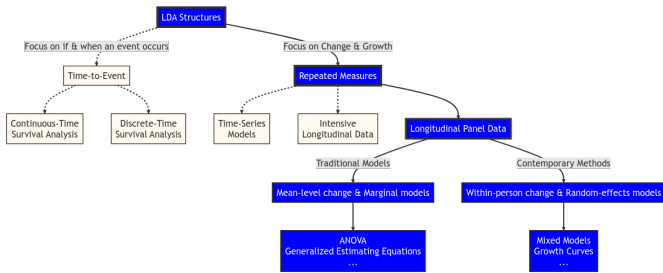 LDA Structures
Focus on if & when an event occurs
Focus on Change & Growth
Time-to-Event
Repeated Measures
Continuous-Time
Survival Analysis
Discrete-Time
Survival Analysis
Time-Series
Models
Intensive
Longitudinal Data
Longitudinal Panel Data
Traditional Models
Contemporary Methods
Mean-level change & Marginal models
Within-person change & Random-effects models
ANOVA
Generalized Estimating Equations
...
Mixed Models
Growth Curves
...